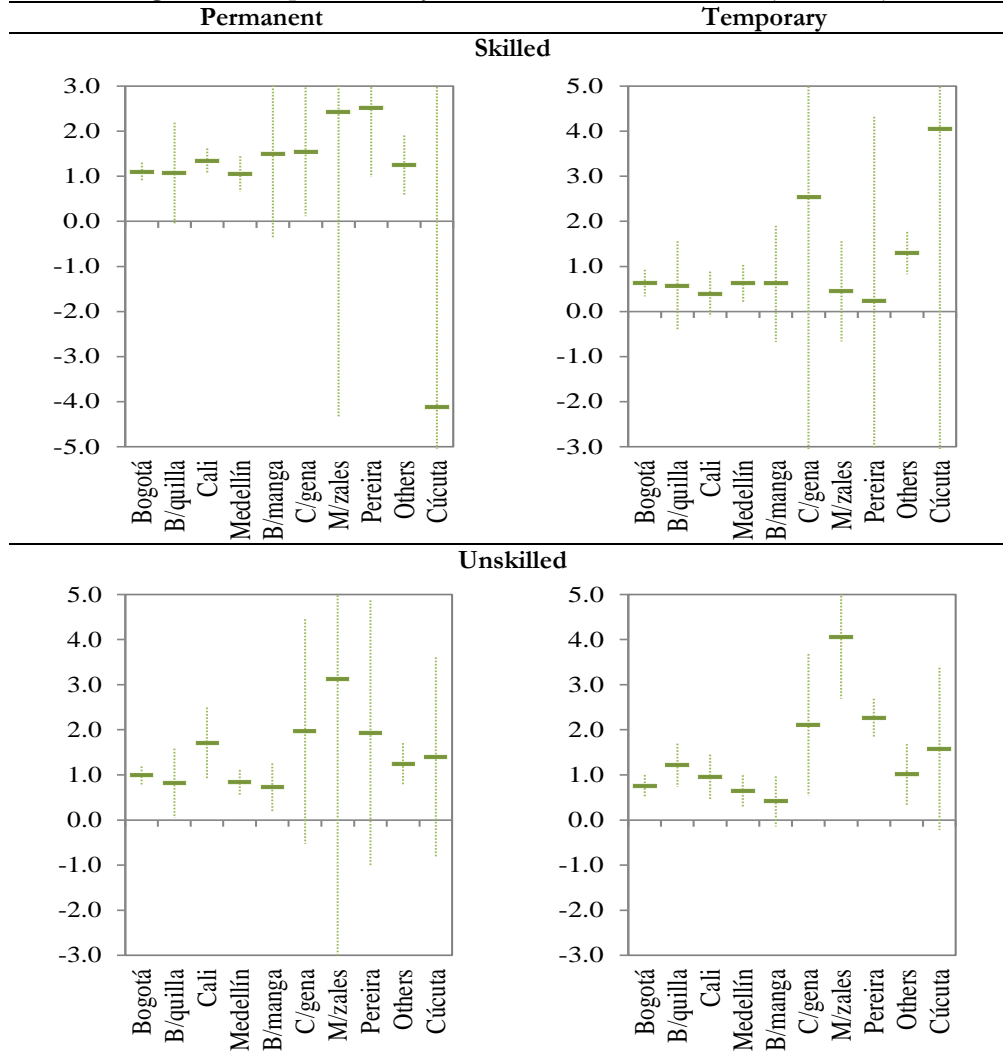 Permanent
Temporary
Skilled
3.0
2.0
1.0
0.0
-1.0
-2.0
-3.0
-4.0
-5.0
Bogotá
B/quilla
Cali
Medellín
B/manga
C/gena
M/zales
Pereira
Others
Cúcuta
5.0
4.0
3.0
2.0
1.0
0.0
-1.0
-2.0
-3.0
Bogotá
B/quilla
Cali
Medellín
B/manga
C/gena
M/zales
Pereira
Others
Cúcuta
Unskilled
5.0
4.0
3.0
2.0
1.0
0.0
-1.0
-2.0
-3.0
Bogotá
B/quilla
Cali
Medellín
B/manga
C/gena
M/zales
Pereira
Others
Cúcuta
5.0
4.0
3.0
2.0
1.0
0.0
-1.0
-2.0
-3.0
Bogotá
B/quilla
Cali
Medellín
B/manga
C/gena
M/zales
Pereira
Others
Cúcuta